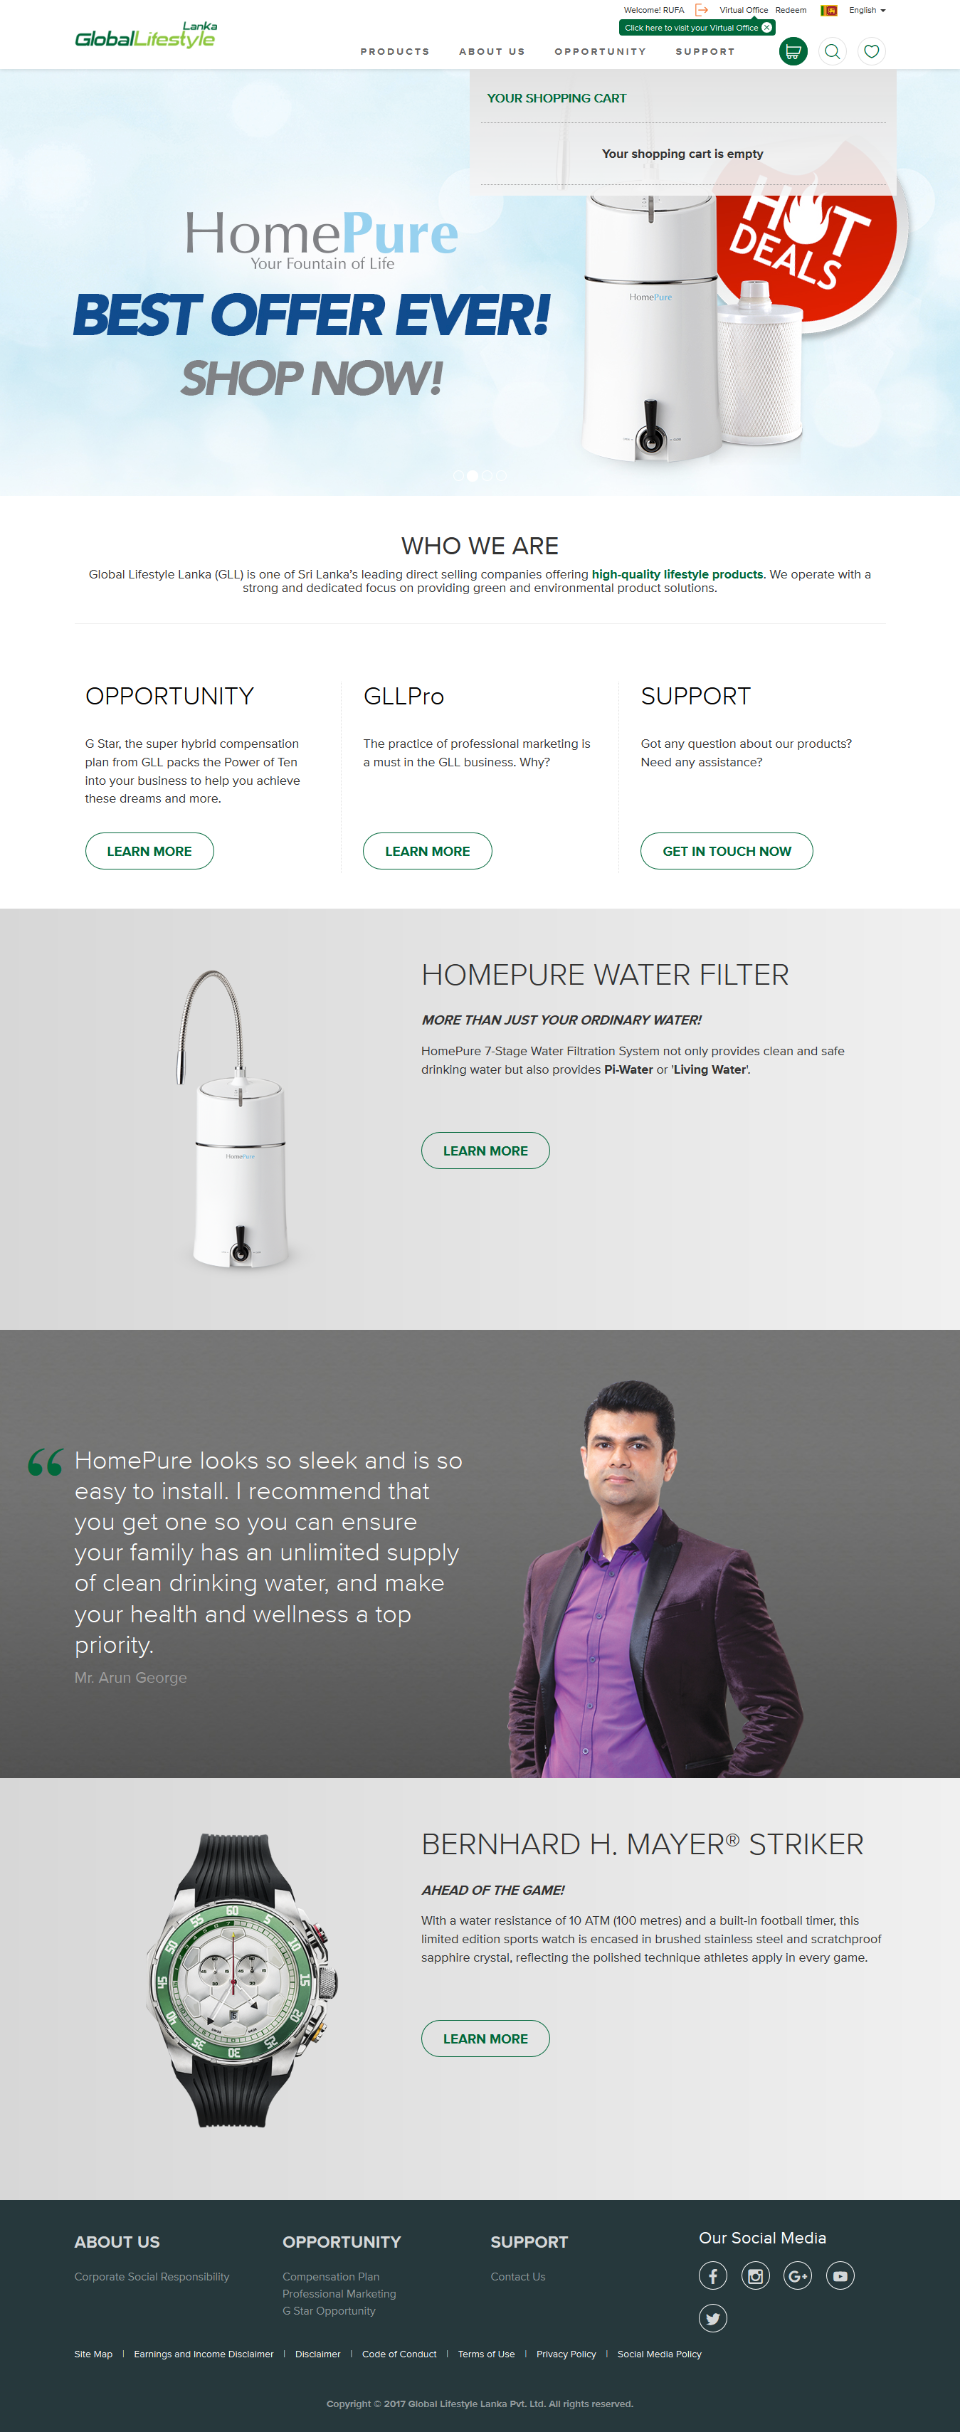 Welcome! RUFA Virtual Office Redeem English
Click here to visit your Virtual Office
Lanka
GlobalLifestyle
PRODUCTS ABOUT US OPPORTUNITY SUPPORT
YOUR SHOPPING CART
Your shopping cart is empty
HOT
DEALS
HomePure
Your Fountain of Life
BEST OFFER EVER!
SHOP NOW!
HomePure
WHO WE ARE
Global Lifestyle Lanka (GLL) is one of Sri Lanka's leading direct selling companies offering high-quality lifestyle products. We operate with a
strong and dedicated focus on providing green and environmental product solutions.
OPPORTUNITY
G Star, the super hybrid compensation
plan from GLL packs the Power of Ten
into your business to help you achieve
these dreams and more.
LEARN MORE
GLLPro
The practice of professional marketing is
a must in the GLL business. Why?
LEARN MORE
SUPPORT
Got any question about our products?
Need any assistance?
GET IN TOUCH NOW
HOMEPURE WATER FILTER
MORE THAN JUST YOUR ORDINARY WATER!
HomePure 7-Stage Water Filtration System not only provides clean and safe
drinking water but also provides Pi-Water or 'Living Water'.
LEARN MORE
HomePure
“ HomePure looks so sleek and is so
easy to install. I recommend that
you get one so you can ensure
your family has an unlimited supply
of clean drinking water, and make
your health and wellness a top
priority.
Mr. Arun George
BERNHARD H. MAYER® STRIKER
AHEAD OF THE GAME!
With a water resistance of 10 ATM (100 metres) and a built-in football timer, this
limited edition sports watch is encased in brushed stainless steel and scratchproof
sapphire crystal, reflecting the polished technique athletes apply in every game.
LEARN MORE
60 5 10 15 20 25 30 35 40 45 50 55
ABOUT US
Corporate Social Responsibility
OPPORTUNITY
Compensation Plan
Professional Marketing
G Star Opportunity
SUPPORT
Contact Us
Our Social Media
Site Map | Earnings and Income Disclaimer | Disclaimer | Code of Conduct | Terms of Use | Privacy Policy | Social Media Policy
Copyright © 2017 Global Lifestyle Lanka Pvt. Ltd. All rights reserved.